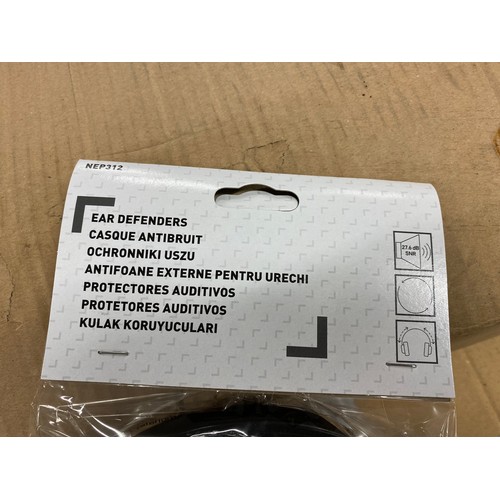 NEP312
EAR DEFENDERS
CASQUE ANTIBRUIT
OCHRONNIKI USZU
ANTIFOANE EXTERNE PENTRU URECHI
PROTECTORES AUDITIVOS
PROTETORES AUDITIVOS
KULAK KORUYUCULARI
27.6 dB
SNR